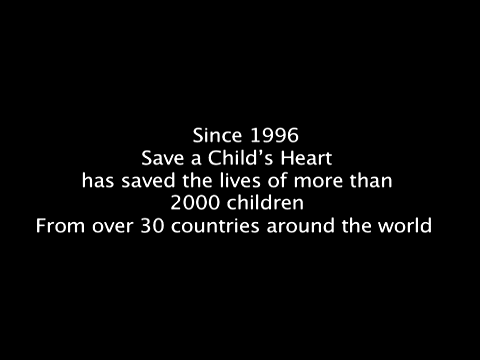 Since 1996
Save a Child’s Heart
has saved the lives of more than
2000 children
From over 30 countries around the world